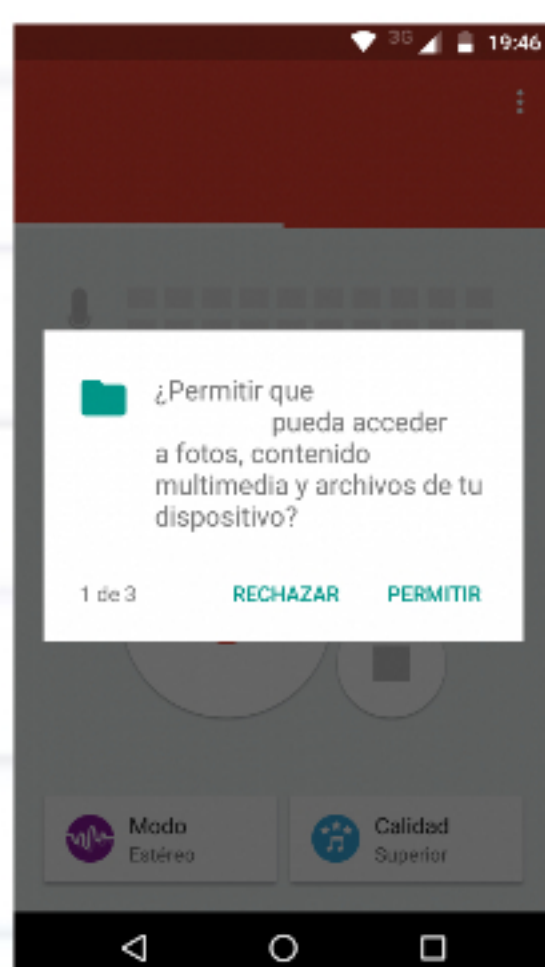 3G 19:46
¿Permitir que
pueda acceder
a fotos, contenido
multimedia y archivos de tu
dispositivo?
1 de 3 RECHAZAR PERMITIR
Modo
Estéreo
Calidad
Superior